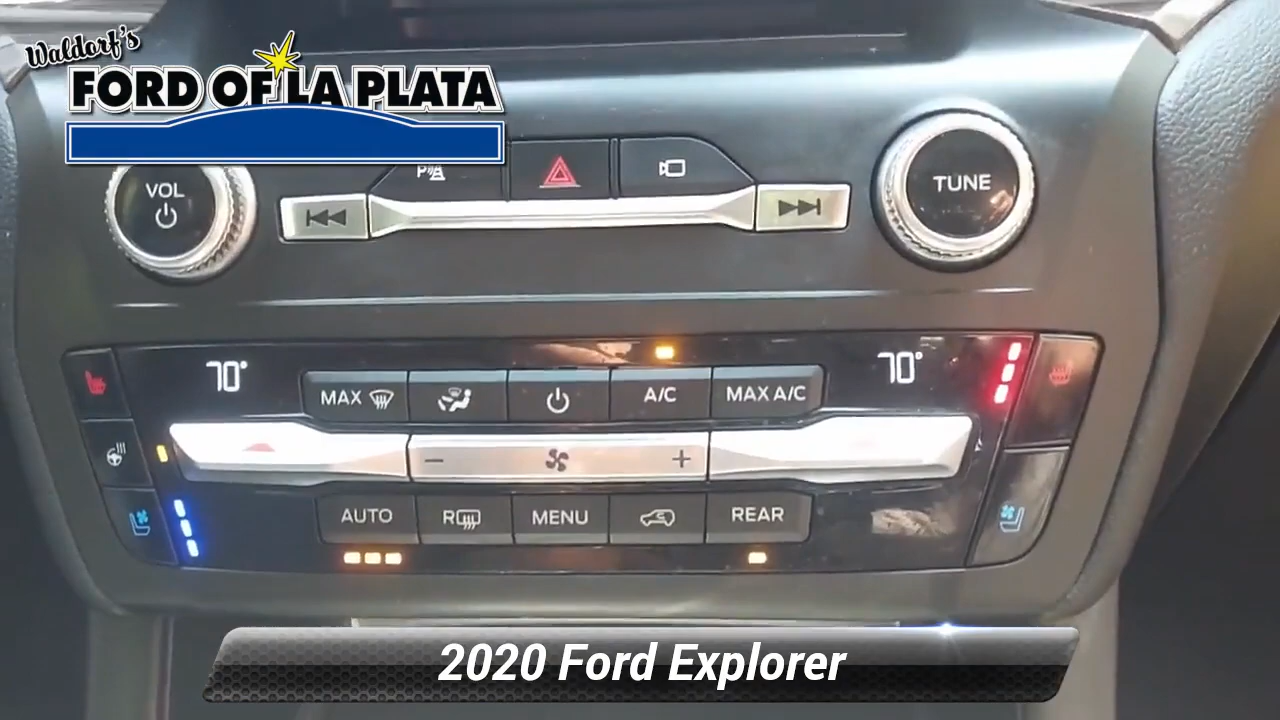 Waldorf's
FORD OF LA PLATA
VOL
P
TUNE
70° 70°
MAX A/C MAX A/C
- +
AUTO R MENU REAR
2020 Ford Explorer